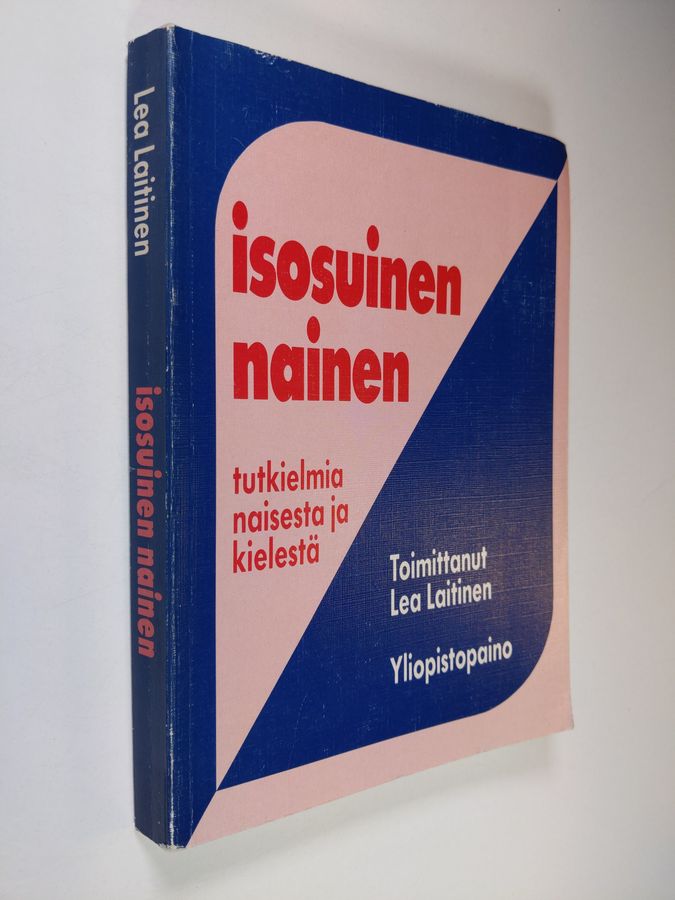 Lea Laitinen
isosuinen nainen
isosuinen
nainen
tutkielmia
naisesta ja
kielestä
Toimittanut
Lea Laitinen
Yliopistopaino